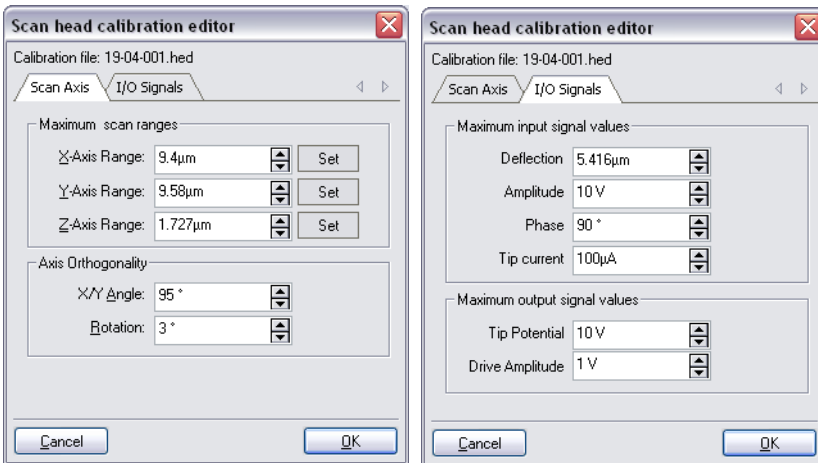 Scan head calibration editor
Calibration file: 19-04-001.hed
Scan Axis I/O Signals
Maximum scan ranges
X-Axis Range: 9.4µm Set
Y-Axis Range: 9.58µm Set
Z-Axis Range: 1.727µm Set
Axis Orthogonality
X/Y Angle: 95 °
Rotation: 3 °
Cancel OK
Scan head calibration editor
Calibration file: 19-04-001.hed
Scan Axis I/O Signals
Maximum input signal values
Deflection 5.416µm
Amplitude 10 V
Phase 90 °
Tip current 100µA
Maximum output signal values
Tip Potential 10 V
Drive Amplitude 1 V
Cancel OK